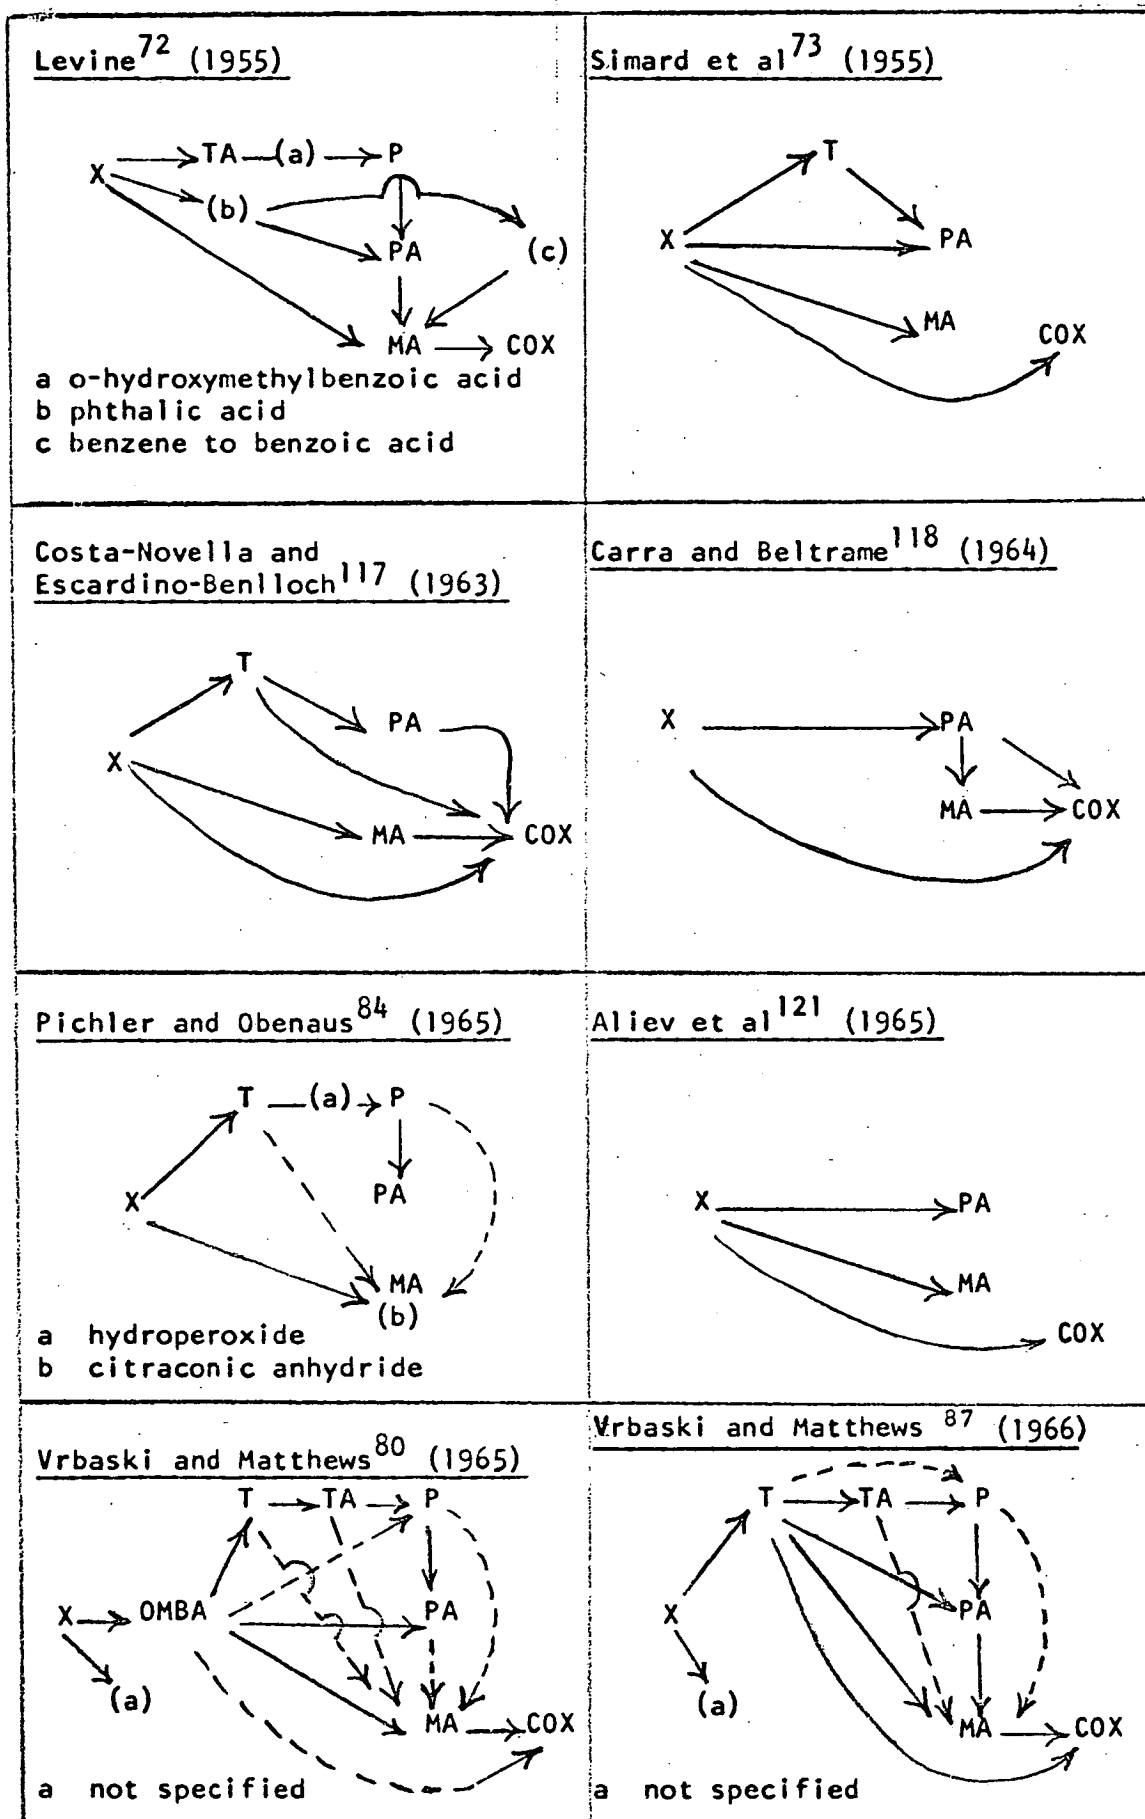 Levine72 (1955)
X TA (a) P
(b)
PA (c)
MA COX
a o-hydroxymethylbenzoic acid
b phthalic acid
c benzene to benzoic acid
Simard et al73 (1955)
T
X PA
MA
COX
Costa-Novella and
Escardino-Benlloch117 (1963)
T
PA
X
MA COX
Carra and Beltrame118 (1964)
X PA
MA COX
Pichler and Obenaus84 (1965)
T (a) P
X PA
MA
(b)
a hydroperoxide
b citraconic anhydride
Aliev et al121 (1965)
X PA
MA
COX
Vrbaski and Matthews80 (1965)
T TA P
X OMBA PA
(a)
MA COX
a not specified
Vrbaski and Matthews 87 (1966)
T TA P
X PA
(a)
MA COX
a not specified